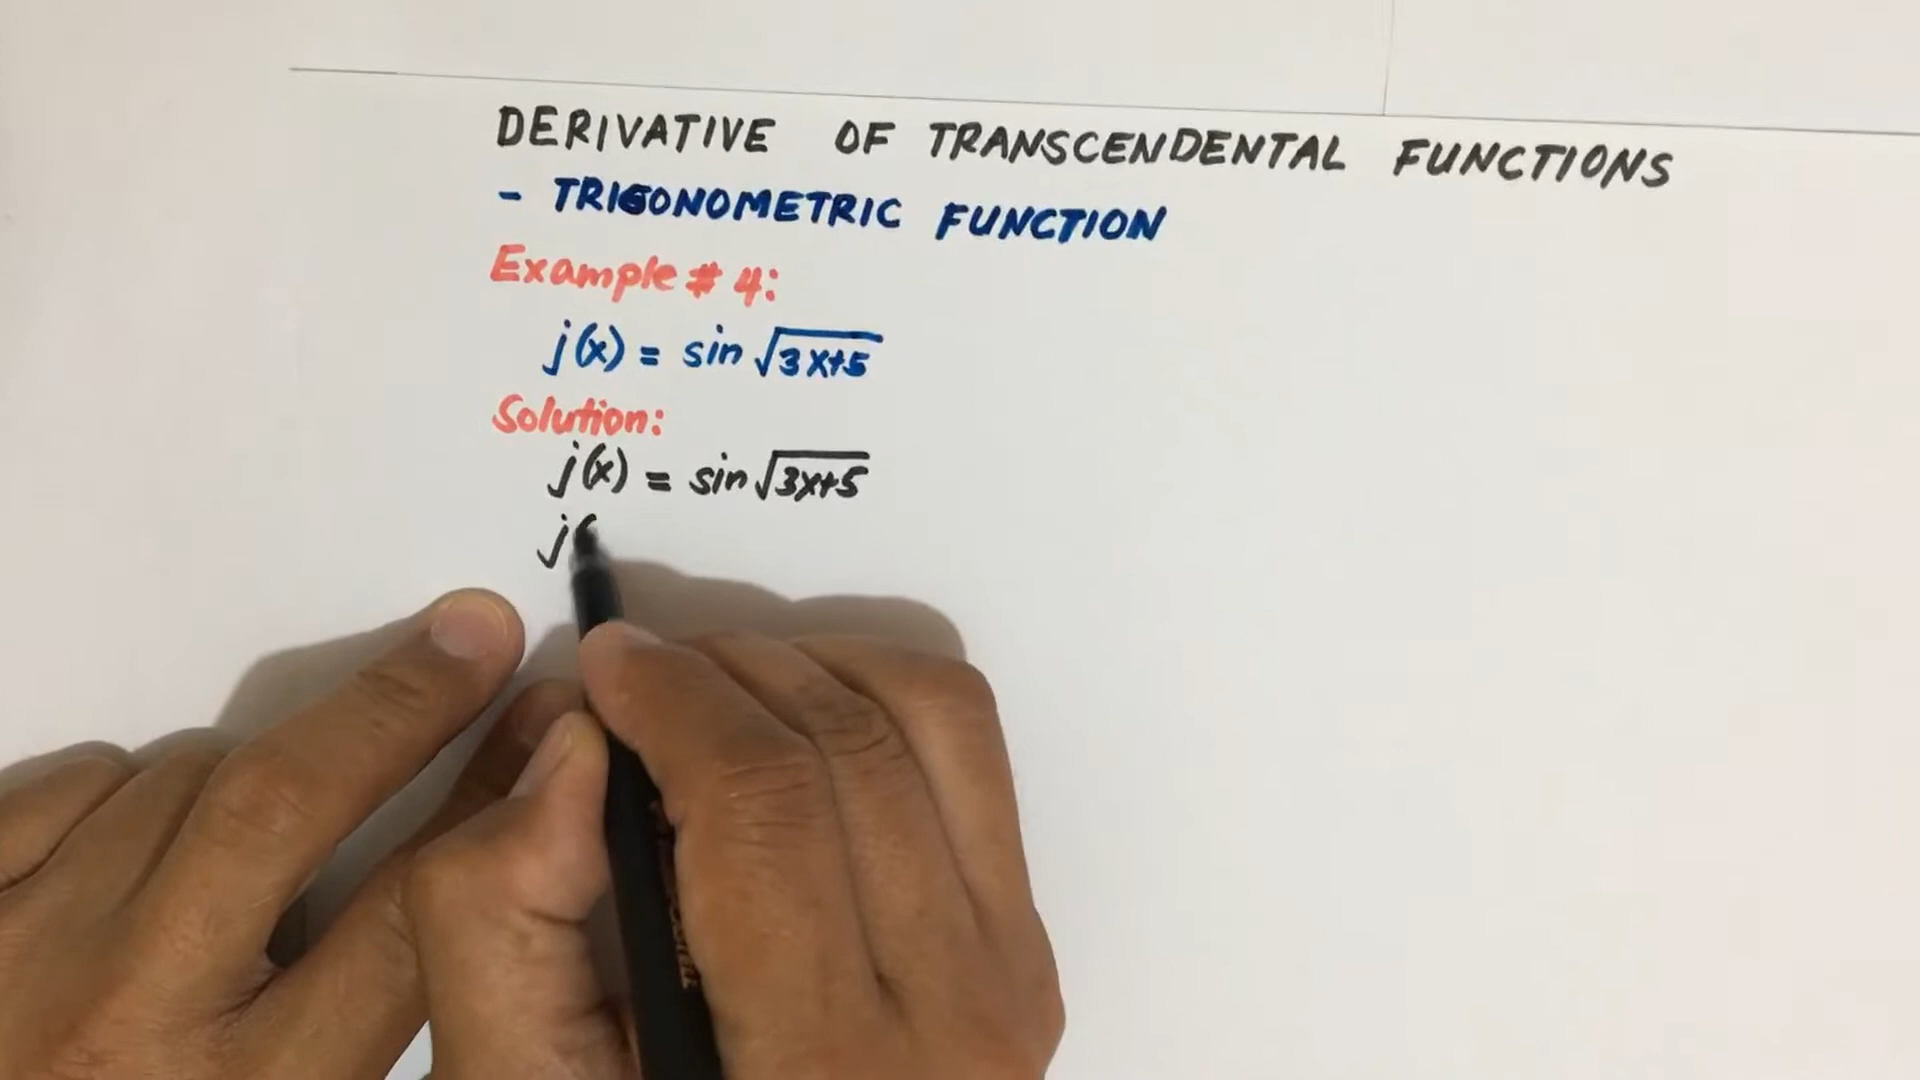 DERIVATIVE OF TRANSCENDENTAL FUNCTIONS
- TRIGONOMETRIC FUNCTION
Example # 4:
j(x) = sin √3x+5
Solution:
j(x) = sin √3x+5
j(